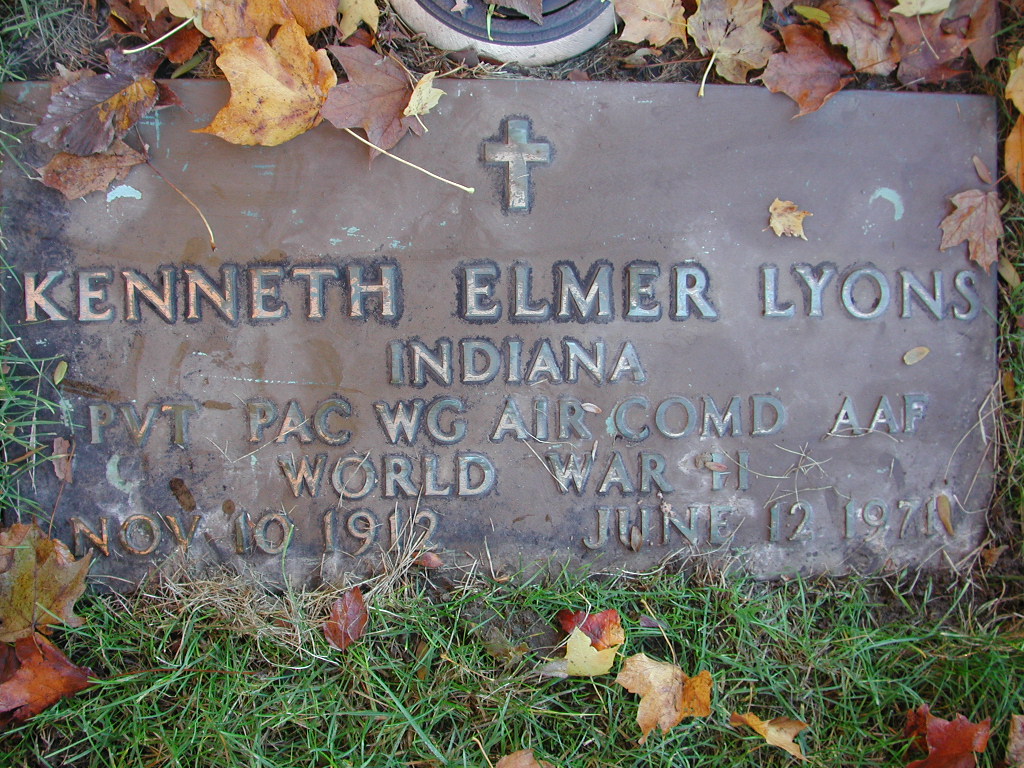 KENNETH ELMER LYONS
INDIANA
PVT PAC WG AIR COMD AAF
WORLD WAR II
NOV 10 1912 JUNE 12 1971